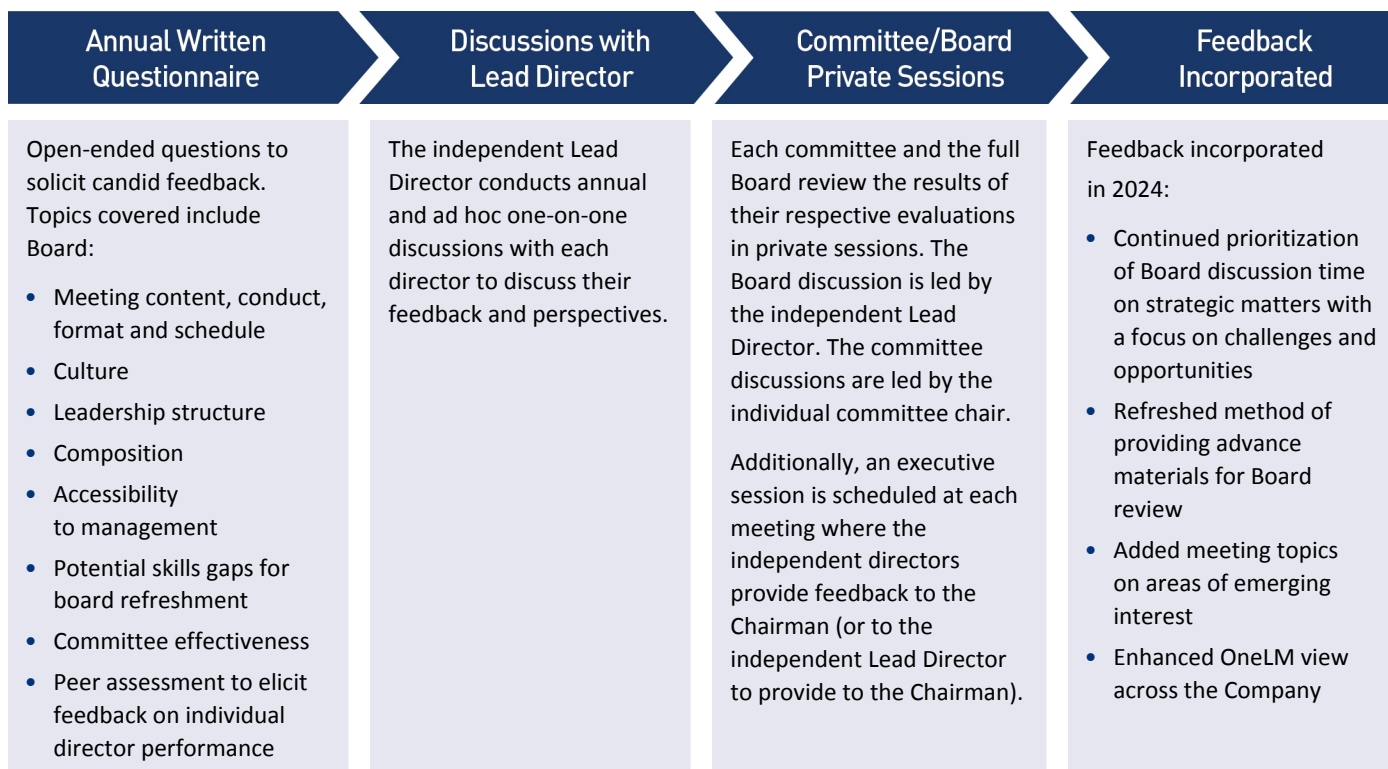 Annual Written
Questionnaire
Discussions with
Lead Director
Committee/Board
Private Sessions
Feedback
Incorporated
Open-ended questions to
solicit candid feedback.
Topics covered include
Board:
• Meeting content, conduct,
format and schedule
• Culture
• Leadership structure
• Composition
• Accessibility
to management
• Potential skills gaps for
board refreshment
• Committee effectiveness
• Peer assessment to elicit
feedback on individual
director performance
The independent Lead
Director conducts annual
and ad hoc one-on-one
discussions with each
director to discuss their
feedback and perspectives.
Each committee and the full
Board review the results of
their respective evaluations
in private sessions. The
Board discussion is led by
the independent Lead
Director. The committee
discussions are led by the
individual committee chair.
Additionally, an executive
session is scheduled at each
meeting where the
independent directors
provide feedback to the
Chairman (or to the
independent Lead Director
to provide to the Chairman).
Feedback incorporated
in 2024:
• Continued prioritization
of Board discussion time
on strategic matters with
a focus on challenges and
opportunities
• Refreshed method of
providing advance
materials for Board
review
• Added meeting topics
on areas of emerging
interest
• Enhanced OneLM view
across the Company